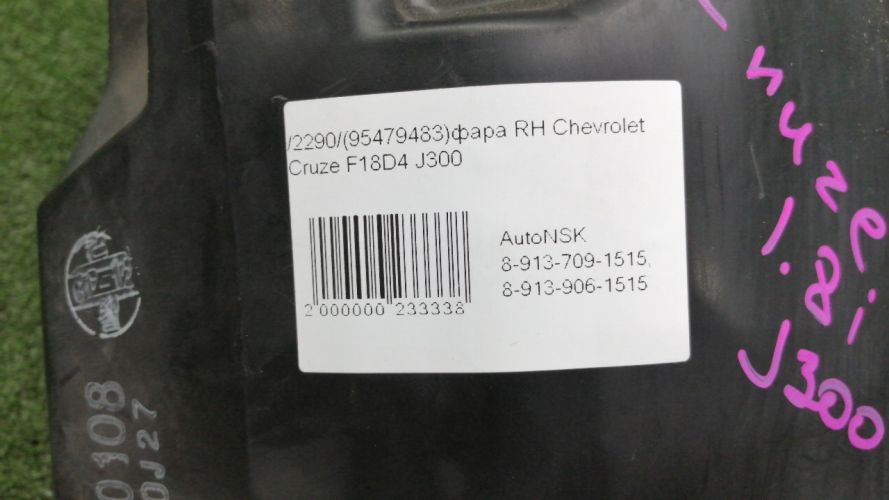 /2290/(95479483)фара RH Chevrolet
Cruze F18D4 J300
AutoNSK
8-913-709-1515,
8-913-906-1515
2 000000 233338
1.8i
J300
0108
0J27